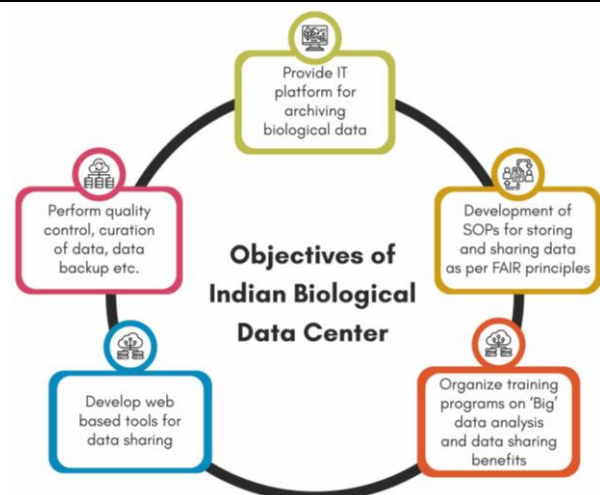 Provide IT
platform for
archiving
biological data
Development of
SOPs for storing
and sharing data
as per FAIR principles
Organize training
programs on 'Big'
data analysis
and data sharing
benefits
Develop web
based tools for
data sharing
Perform quality
control, curation
of data, data
backup etc.
Objectives of
Indian Biological
Data Center